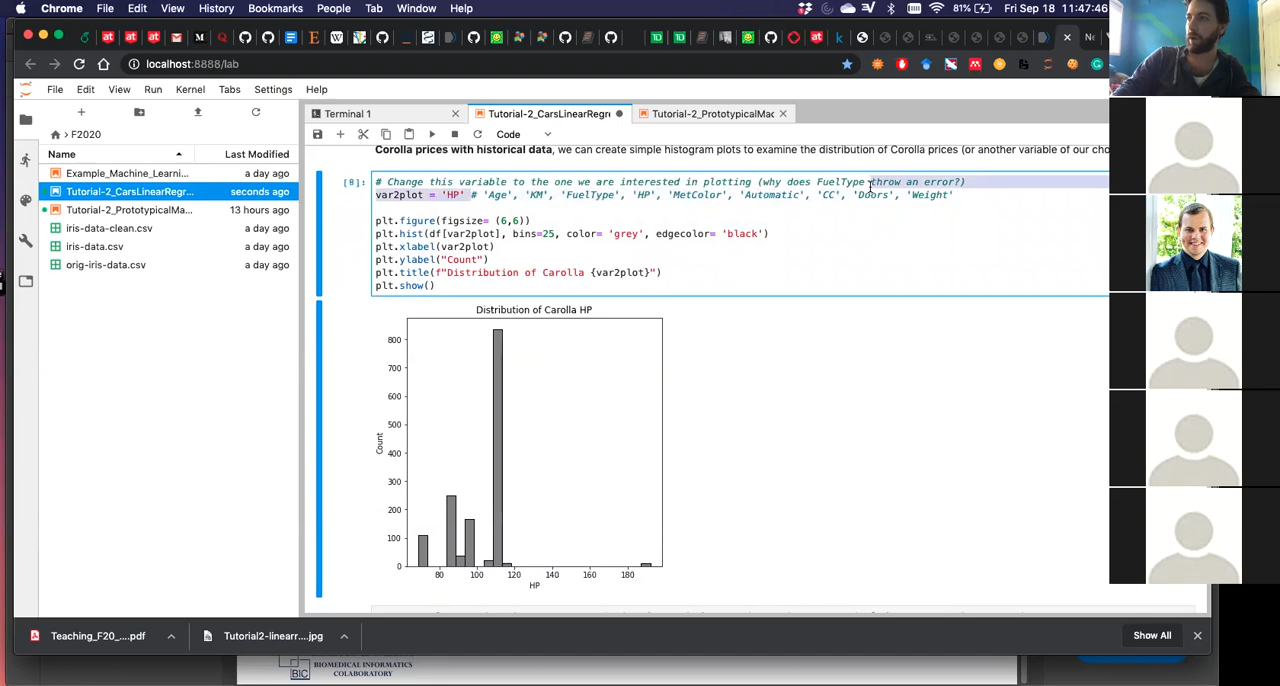 Chrome File Edit View History Bookmarks People Tab Window Help 81% Fri Sep 18 11:47:46
localhost:8888/lab
File Edit View Run Kernel Tabs Settings Help
Terminal 1 Tutorial-2_CarsLinearRegre Tutorial-2_PrototypicalMac
Code
F2020
Name Last Modified
Example_Machine_Learni... a day ago
Tutorial-2_CarsLinearRegr... seconds ago
Tutorial-2_PrototypicalMa... 13 hours ago
iris-data-clean.csv a day ago
iris-data.csv a day ago
orig-iris-data.csv a day ago
Corolla prices with historical data, we can create simple histogram plots to examine the distribution of Corolla prices (or another variable of our cho
[8]:
# Change this variable to the one we are interested in plotting (why does FuelType throw an error?)
var2plot = 'HP' # 'Age', 'KM', 'FuelType', 'HP', 'MetColor', 'Automatic', 'CC', 'Doors', 'Weight'
plt.figure(figsize= (6,6))
plt.hist(df[var2plot], bins=25, color= 'grey', edgecolor= 'black')
plt.xlabel(var2plot)
plt.ylabel("Count")
plt.title(f"Distribution of Carolla {var2plot}")
plt.show()
Distribution of Carolla HP
800
700
600
500
400
300
200
100
0
Count
80 100 120 140 160 180
HP
Teaching_F20_....pdf Tutorial2-linearr....jpg Show All
BIC
BIOMEDICAL INFORMATICS
COLABORATORY